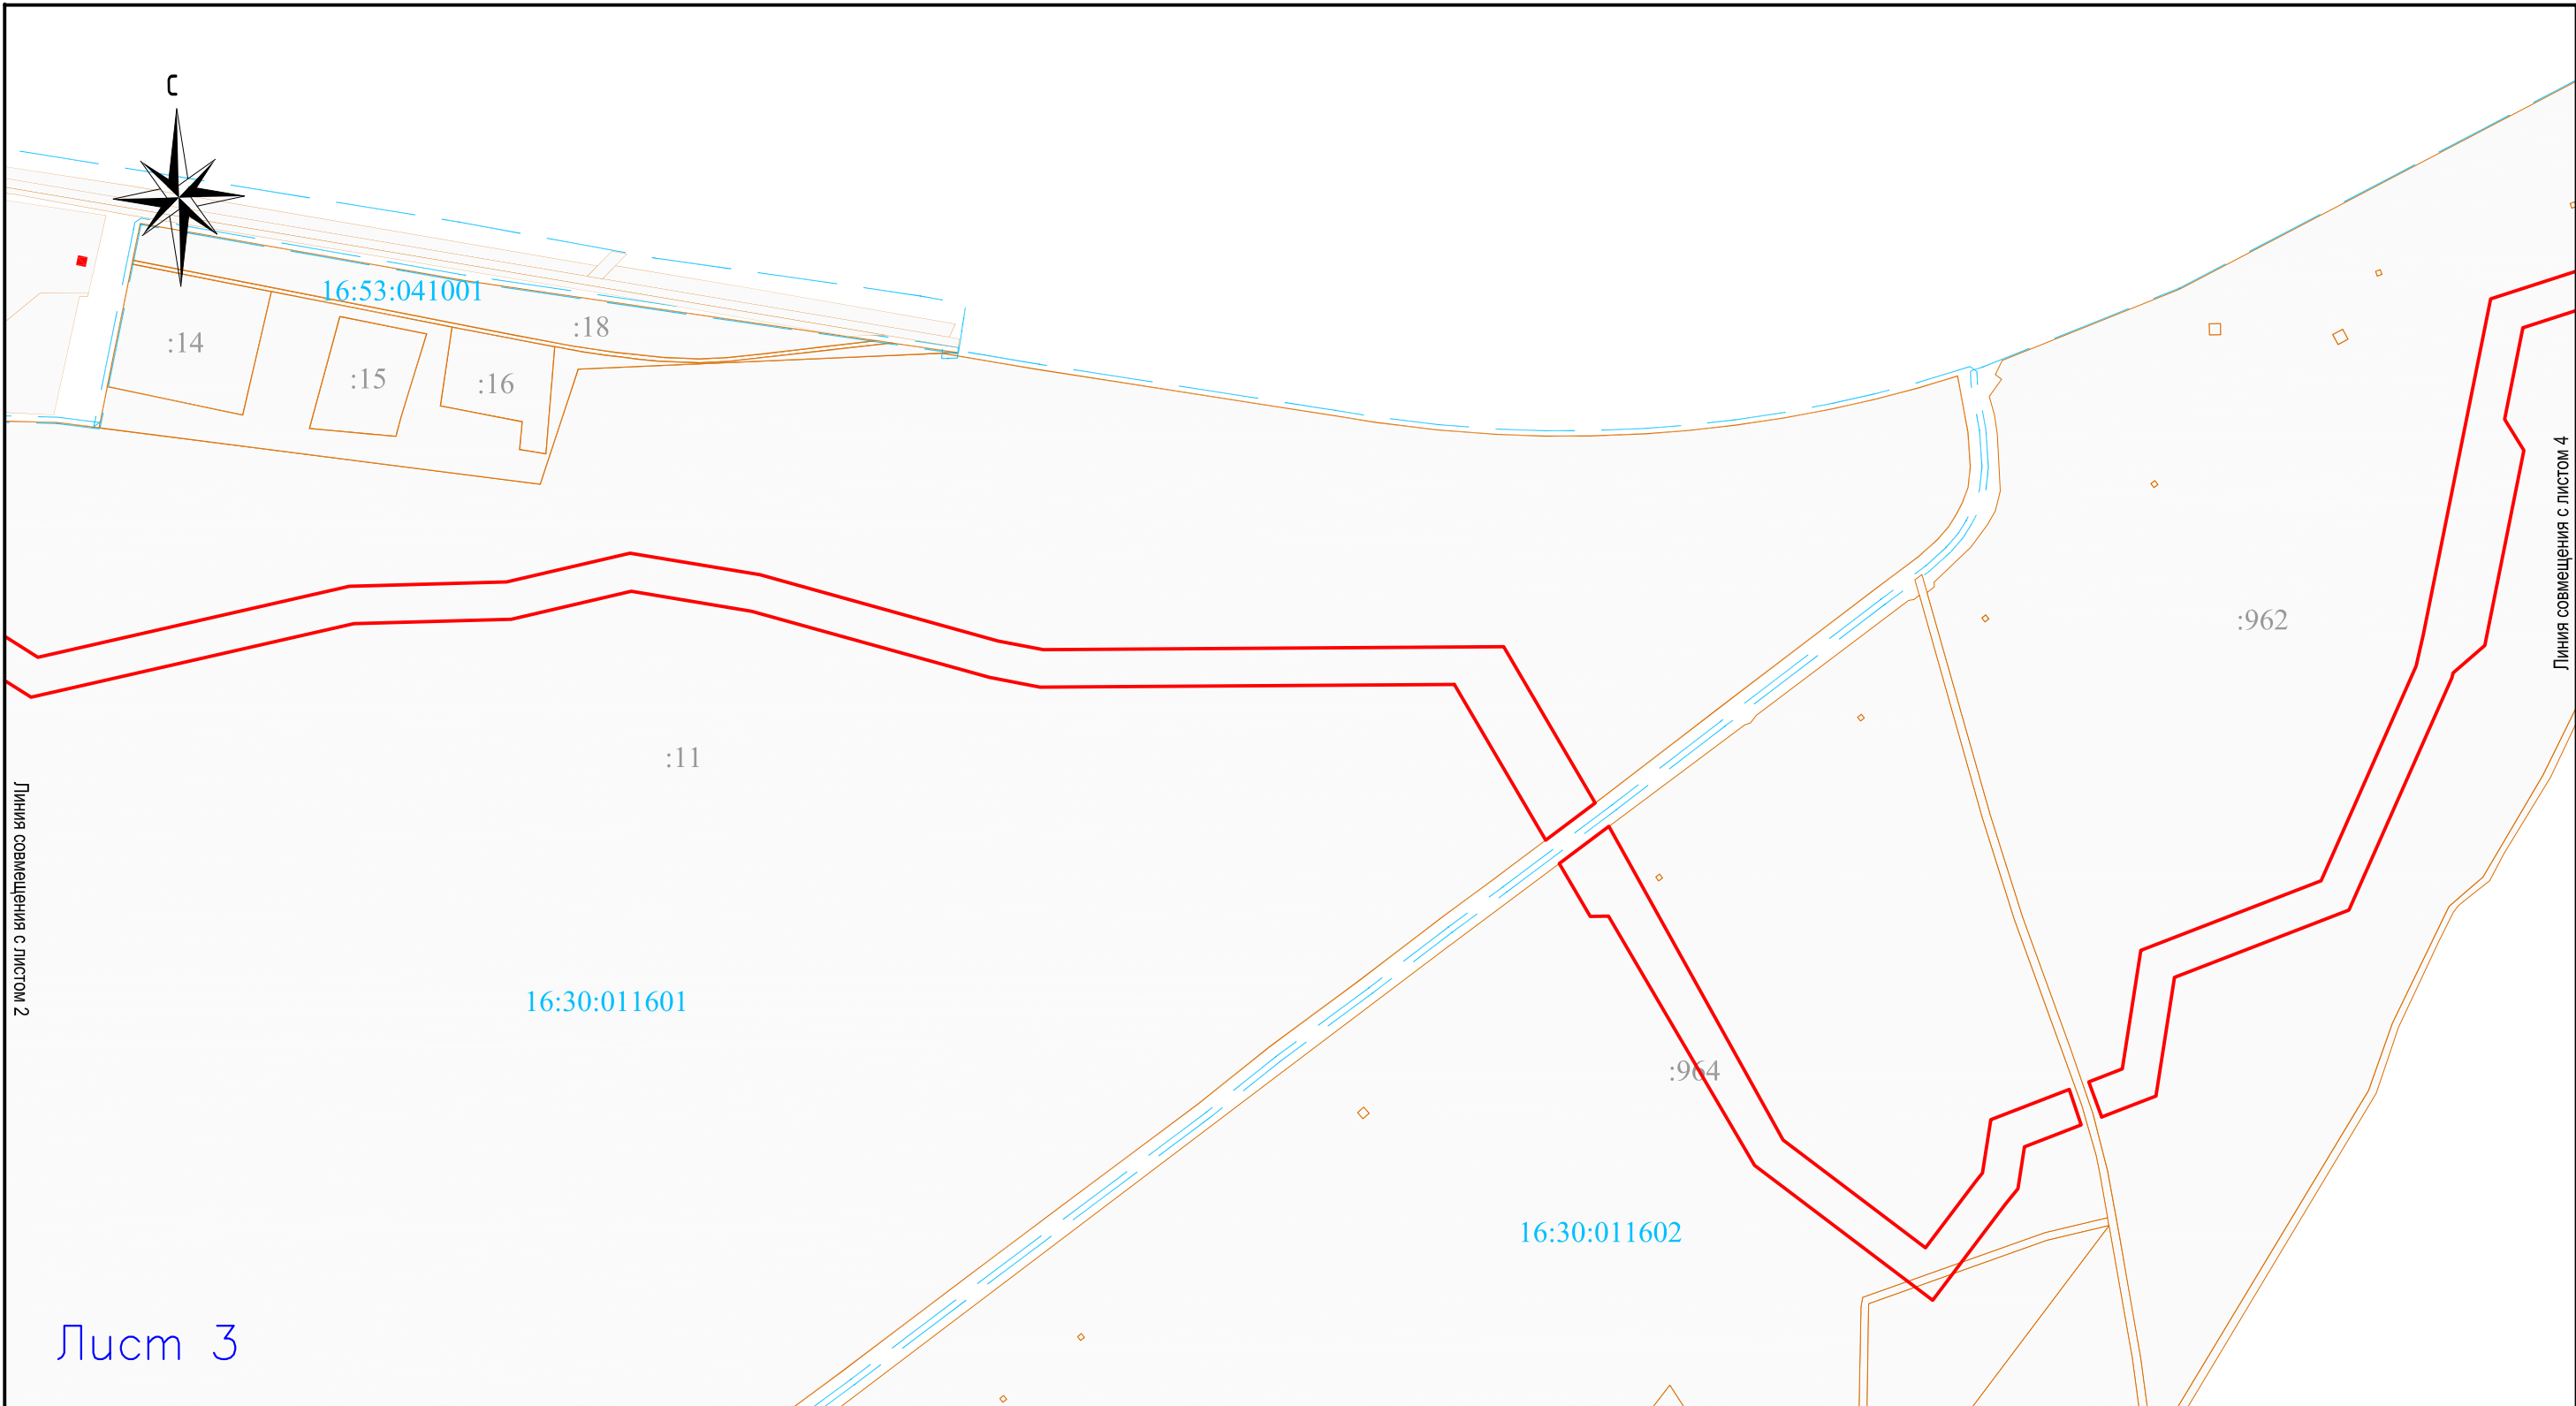 С
16:53:041001
:18
:14
:15
:16
Линия совмещения с листом 4
:962
:11
Линия совмещения с листом 2
16:30:011601
:964
16:30:011602
Лист 3